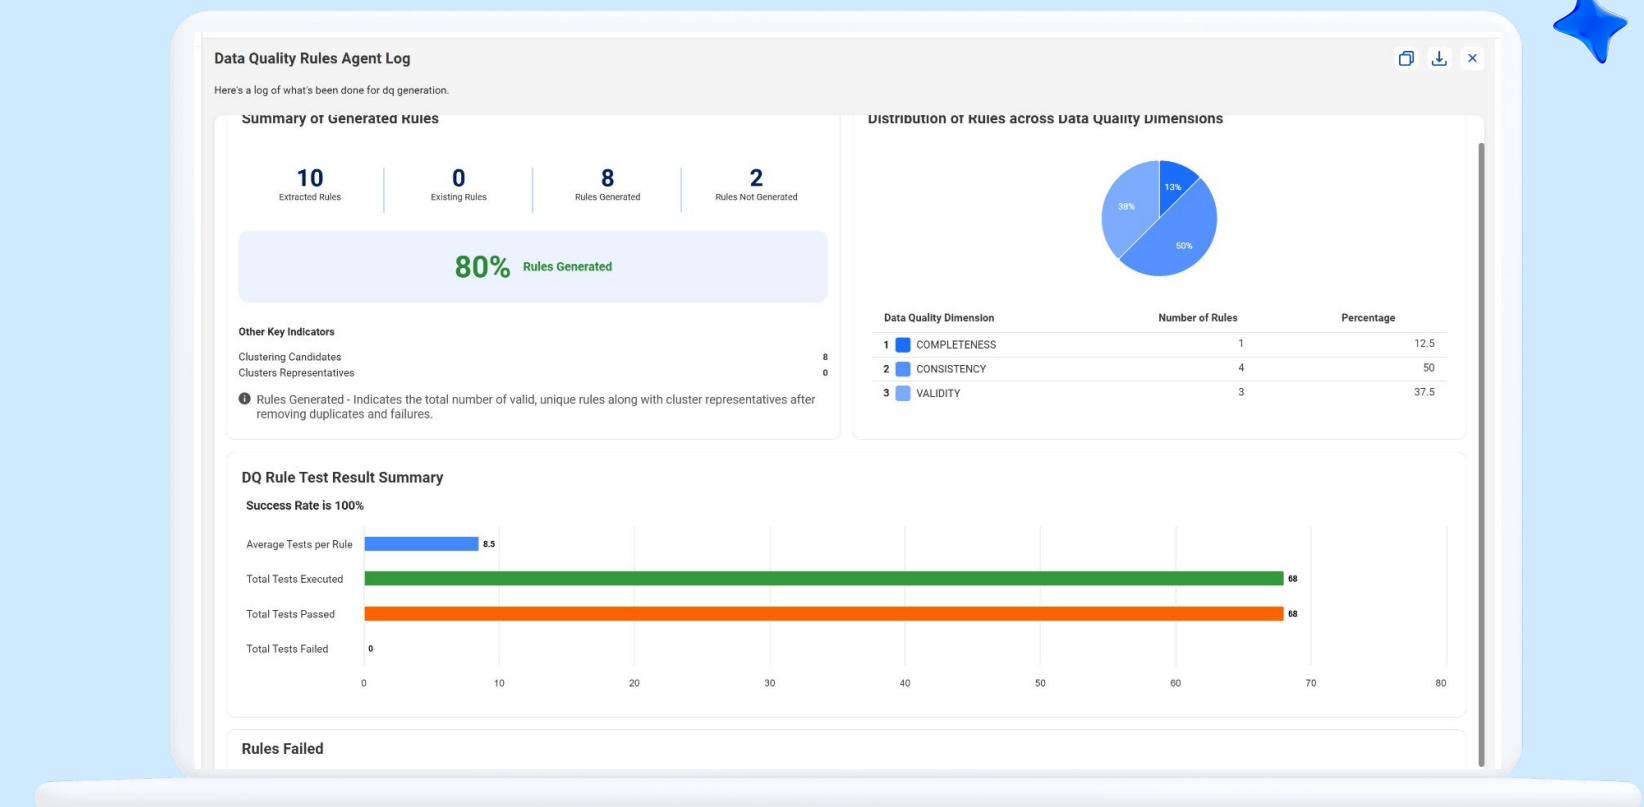 Data Quality Rules Agent Log
Here's a log of what's been done for dq generation.
Summary of Generated Rules
10
Extracted Rules
0
Existing Rules
8
Rules Generated
2
Rules Not Generated
80% Rules Generated
Other Key Indicators
Clustering Candidates 8
Clusters Representatives 0
Rules Generated - Indicates the total number of valid, unique rules along with cluster representatives after
removing duplicates and failures.
Distribution of Rules across Data Quality Dimensions
13%
38%
50%
Data Quality Dimension Number of Rules Percentage
1 COMPLETENESS 1 12.5
2 CONSISTENCY 4 50
3 VALIDITY 3 37.5
DQ Rule Test Result Summary
Success Rate is 100%
Average Tests per Rule 8.5
Total Tests Executed 68
Total Tests Passed 68
Total Tests Failed 0
0 10 20 30 40 50 60 70 80
Rules Failed